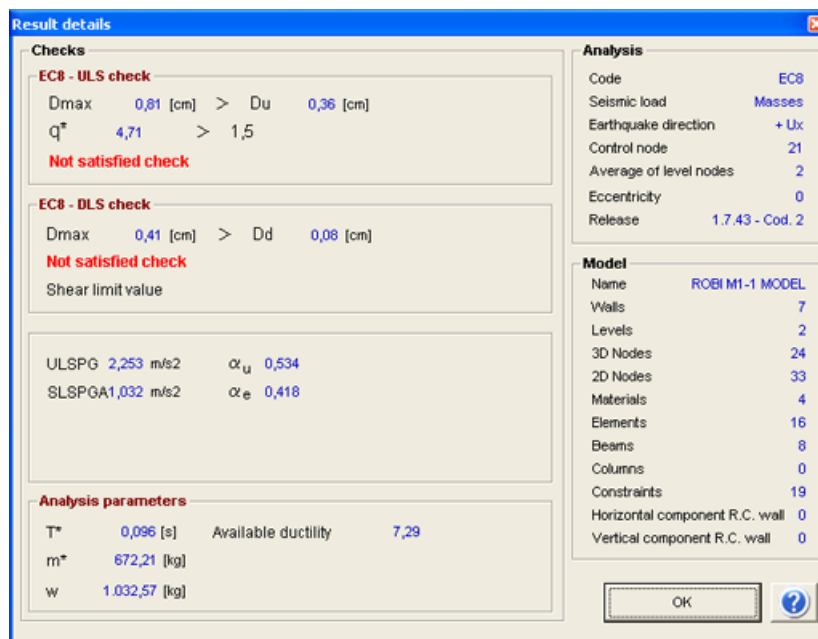 Result details
Checks
EC8 - ULS check
Dmax 0,81 [cm] > Du 0,36 [cm]
q* 4,71 > 1,5
Not satisfied check
EC8 - DLS check
Dmax 0,41 [cm] > Dd 0,08 [cm]
Not satisfied check
Shear limit value
ULSPG 2,253 m/s2 αu 0,534
SLSPGA1,032 m/s2 αe 0,418
Analysis parameters
T* 0,096 [s] Available ductility 7,29
m* 672,21 [kg]
w 1.032,57 [kg]
Analysis
Code EC8
Seismic load Masses
Earthquake direction + Ux
Control node 21
Average of level nodes 2
Eccentricity 0
Release 1.7.43 - Cod. 2
Model
Name ROBI M1-1 MODEL
Walls 7
Levels 2
3D Nodes 24
2D Nodes 33
Materials 4
Elements 16
Beams 8
Columns 0
Constraints 19
Horizontal component R.C. wall 0
Vertical component R.C. wall 0
OK ?